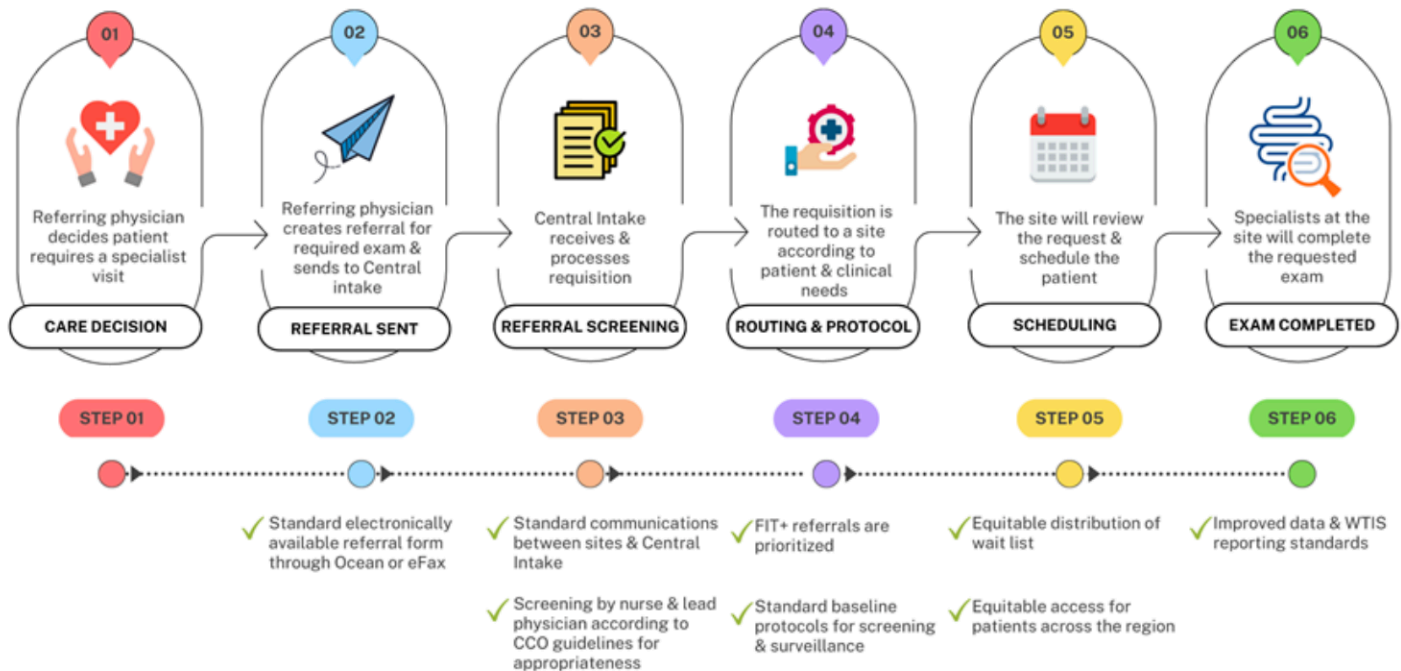 01
Referring physician
decides patient
requires a specialist
visit
CARE DECISION
02
Referring physician
creates referral for
required exam &
sends to Central
intake
REFERRAL SENT
03
Central Intake
receives &
processes
requisition
REFERRAL SCREENING
04
The requisition is
routed to a site
according to
patient & clinical
needs
ROUTING & PROTOCOL
05
The site will review
the request &
schedule the
patient
SCHEDULING
06
Specialists at the
site will complete
the requested
exam
EXAM COMPLETED
STEP 01
STEP 02
STEP 03
STEP 04
STEP 05
STEP 06
Standard electronically
available referral form
through Ocean or eFax
Standard communications
between sites & Central
Intake
Screening by nurse & lead
physician according to
CCO guidelines for
appropriateness
FIT+ referrals are
prioritized
Standard baseline
protocols for screening
& surveillance
Equitable distribution of
wait list
Equitable access for
patients across the region
Improved data & WTIS
reporting standards